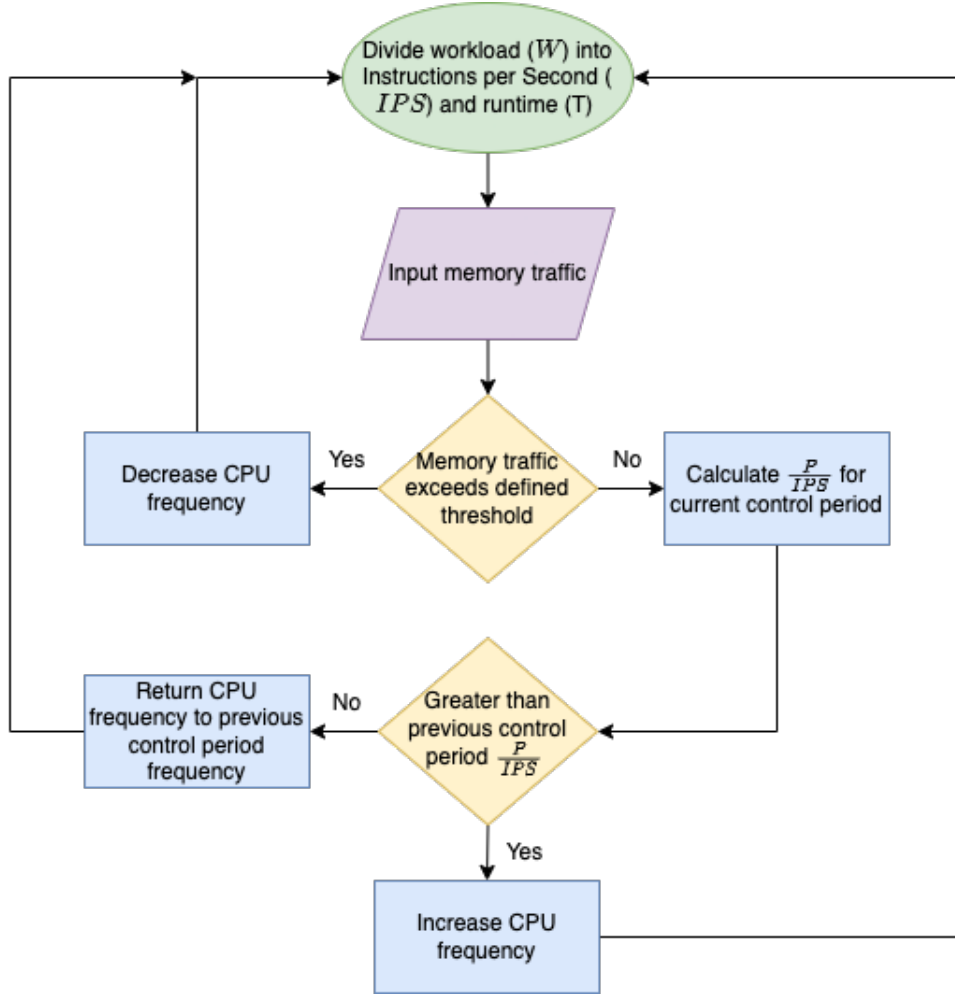 Divide workload (W) into
Instructions per Second (
IPS) and runtime (T)
Input memory traffic
Yes
Memory traffic
exceeds defined
threshold
No
Decrease CPU
frequency
Calculate P/IPS for
current control period
Return CPU
frequency to previous
control period
frequency
No
Greater than
previous control
period P/IPS
Yes
Increase CPU
frequency